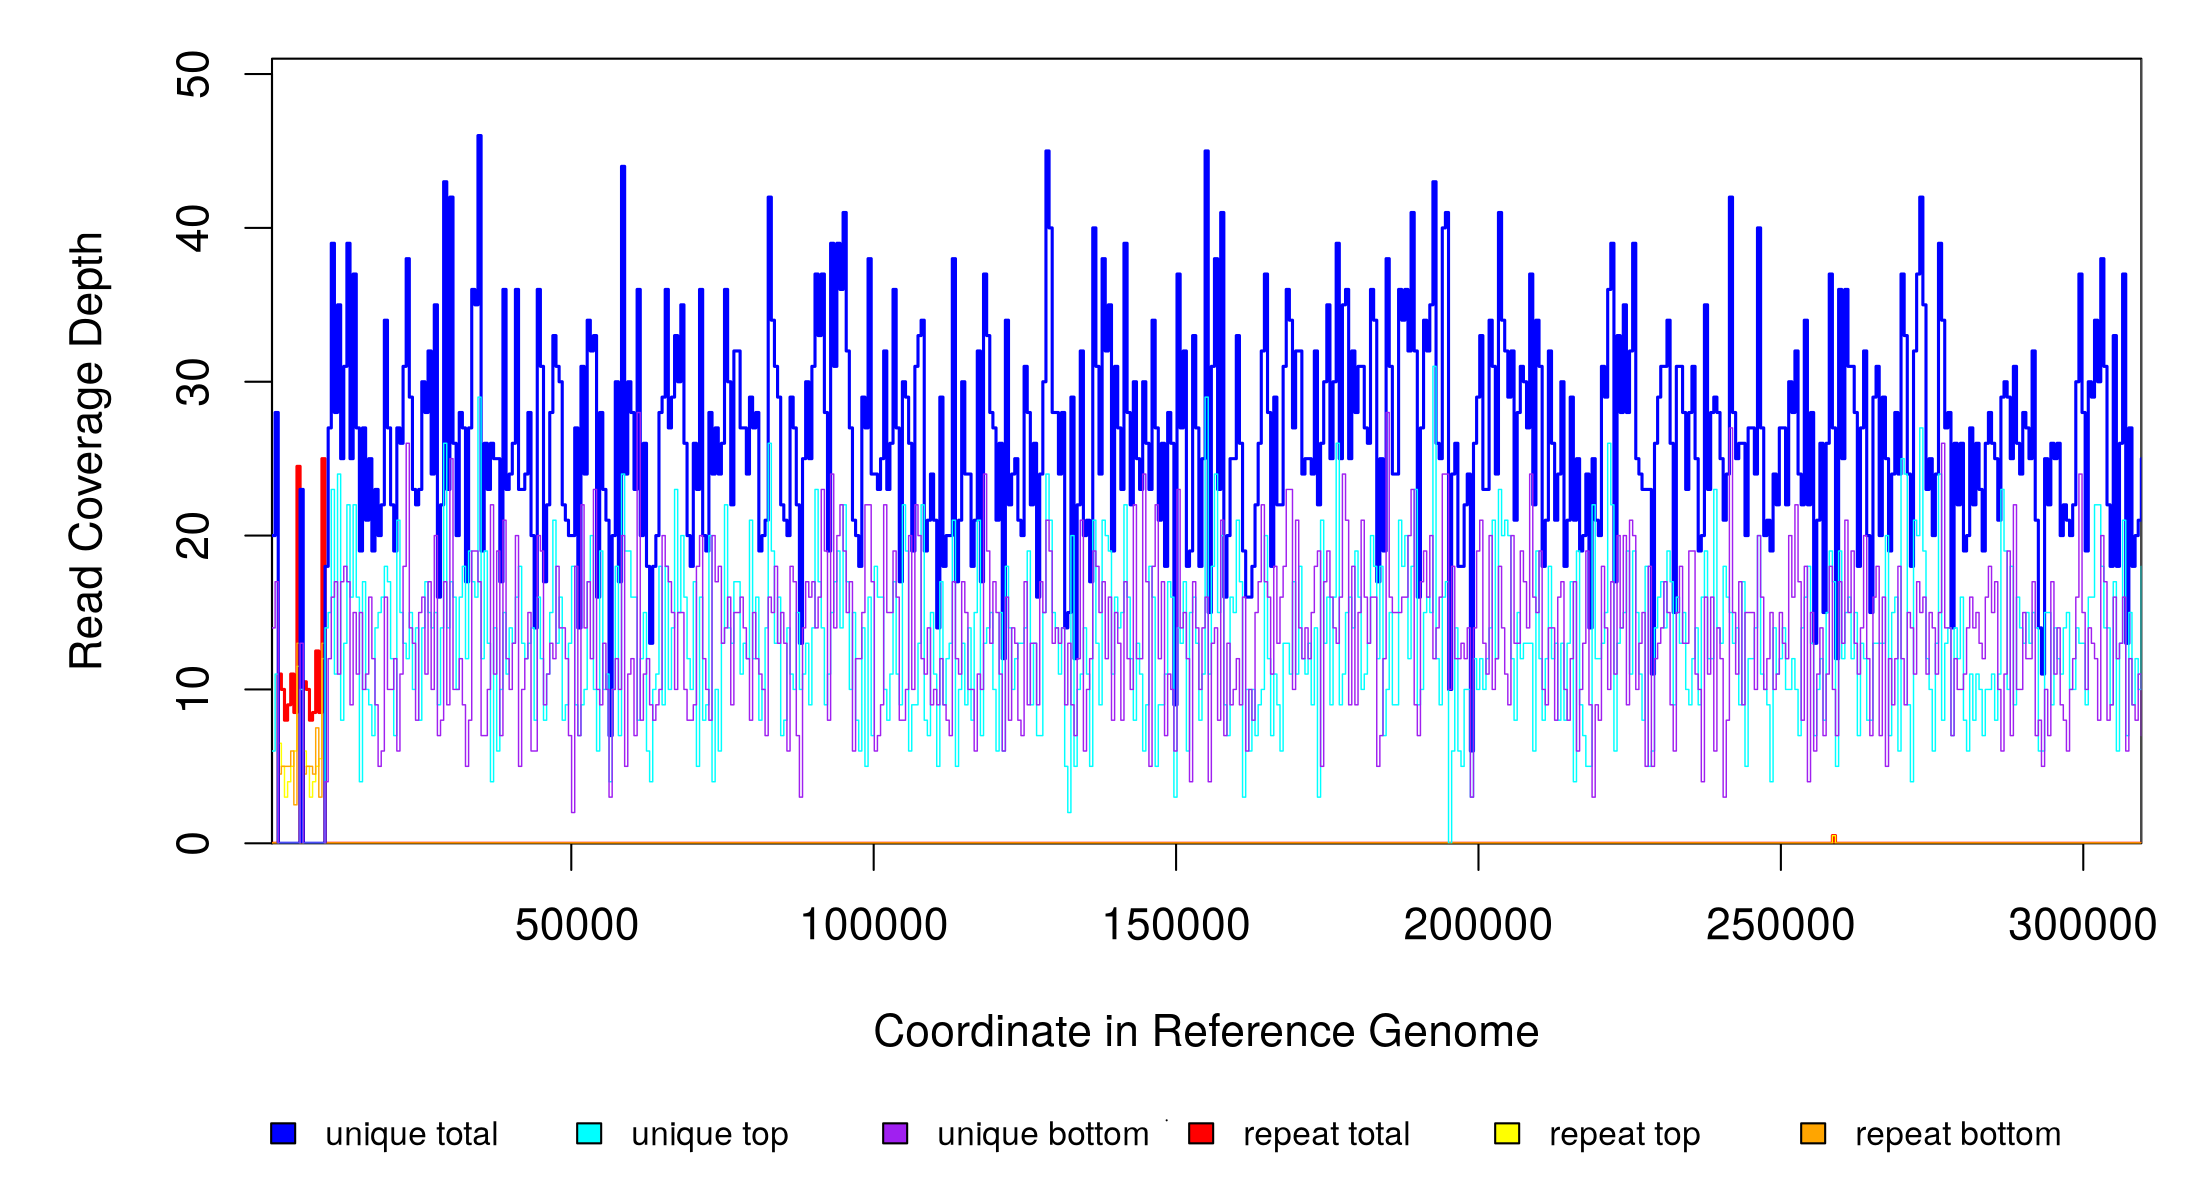 Read Coverage Depth
50
40
30
20
10
0
50000 100000 150000 200000 250000 300000
Coordinate in Reference Genome
unique total unique top unique bottom repeat total repeat top repeat bottom